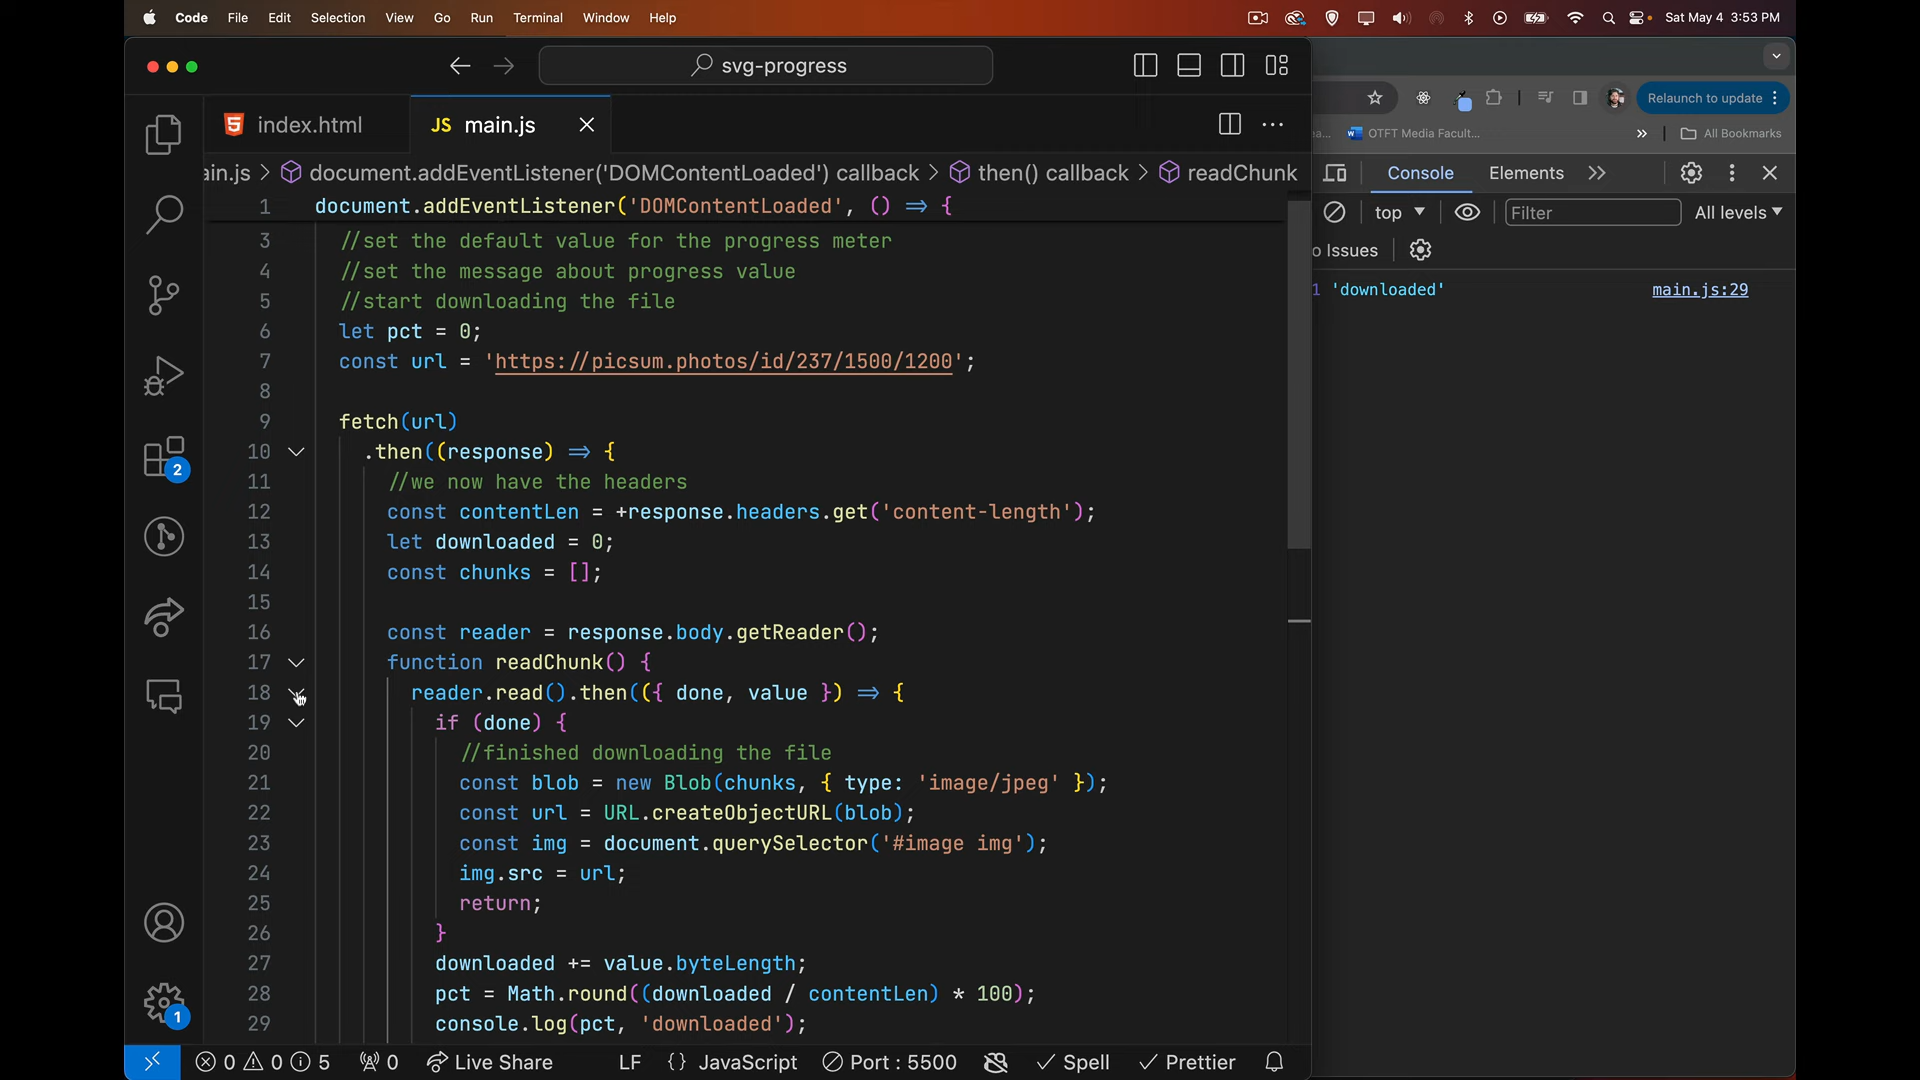 Code File Edit Selection View Go Run Terminal Window Help Sat May 4 3:53 PM
svg-progress
index.html JS main.js
Relaunch to update
OTFT Media Facult... All Bookmarks
ain.js > document.addEventListener('DOMContentLoaded') callback > then() callback > readChunk
Console Elements
top Filter All levels
o Issues
1 'downloaded' main.js:29
1 document.addEventListener('DOMContentLoaded', () => {
3 //set the default value for the progress meter
4 //set the message about progress value
5 //start downloading the file
6 let pct = 0;
7 const url = 'https://picsum.photos/id/237/1500/1200';
8
9 fetch(url)
10 .then((response) => {
11 //we now have the headers
12 const contentLen = +response.headers.get('content-length');
13 let downloaded = 0;
14 const chunks = [];
15
16 const reader = response.body.getReader();
17 function readChunk() {
18 reader.read().then(({ done, value }) => {
19 if (done) {
20 //finished downloading the file
21 const blob = new Blob(chunks, { type: 'image/jpeg' });
22 const url = URL.createObjectURL(blob);
23 const img = document.querySelector('#image img');
24 img.src = url;
25 return;
26 }
27 downloaded += value.byteLength;
28 pct = Math.round((downloaded / contentLen) * 100);
29 console.log(pct, 'downloaded');
2
1
0 0 5 0 Live Share LF {} JavaScript Port : 5500 Spell Prettier